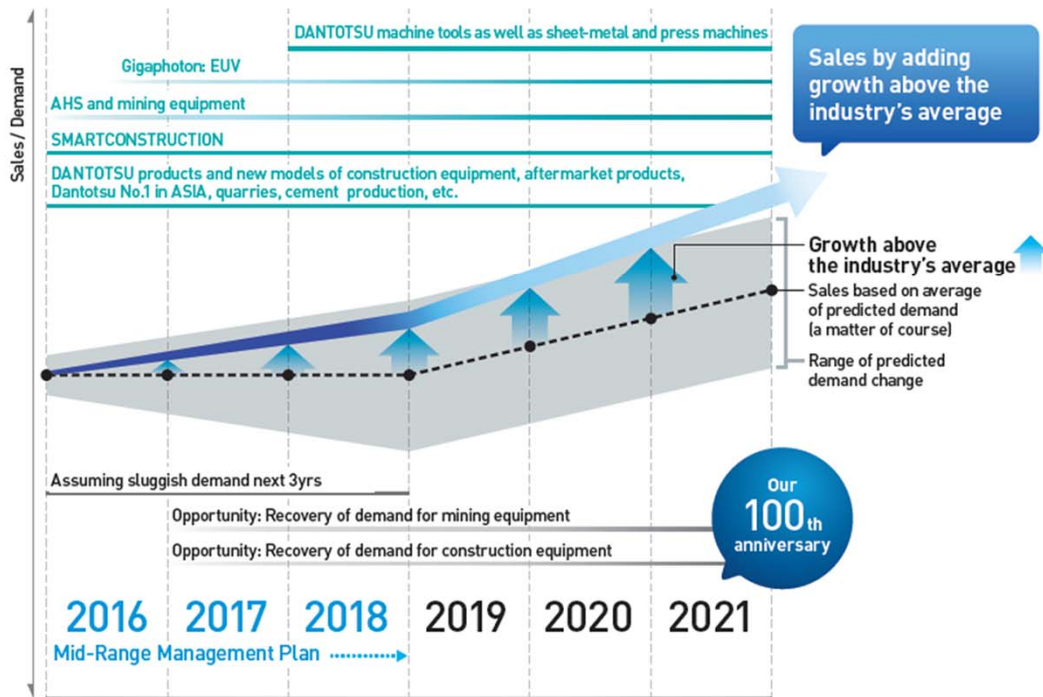 Sales / Demand
DANTOTSU machine tools as well as sheet-metal and press machines
Gigaphoton: EUV
AHS and mining equipment
SMARTCONSTRUCTION
DANTOTSU products and new models of construction equipment, aftermarket products,
Dantotsu No.1 in ASIA, quarries, cement production, etc.
Sales by adding
growth above the
industry's average
Growth above
the industry's average
Sales based on average
of predicted demand
(a matter of course)
Range of predicted
demand change
Assuming sluggish demand next 3yrs
Opportunity: Recovery of demand for mining equipment
Opportunity: Recovery of demand for construction equipment
Our
100th
anniversary
2016 2017 2018 2019 2020 2021
Mid-Range Management Plan